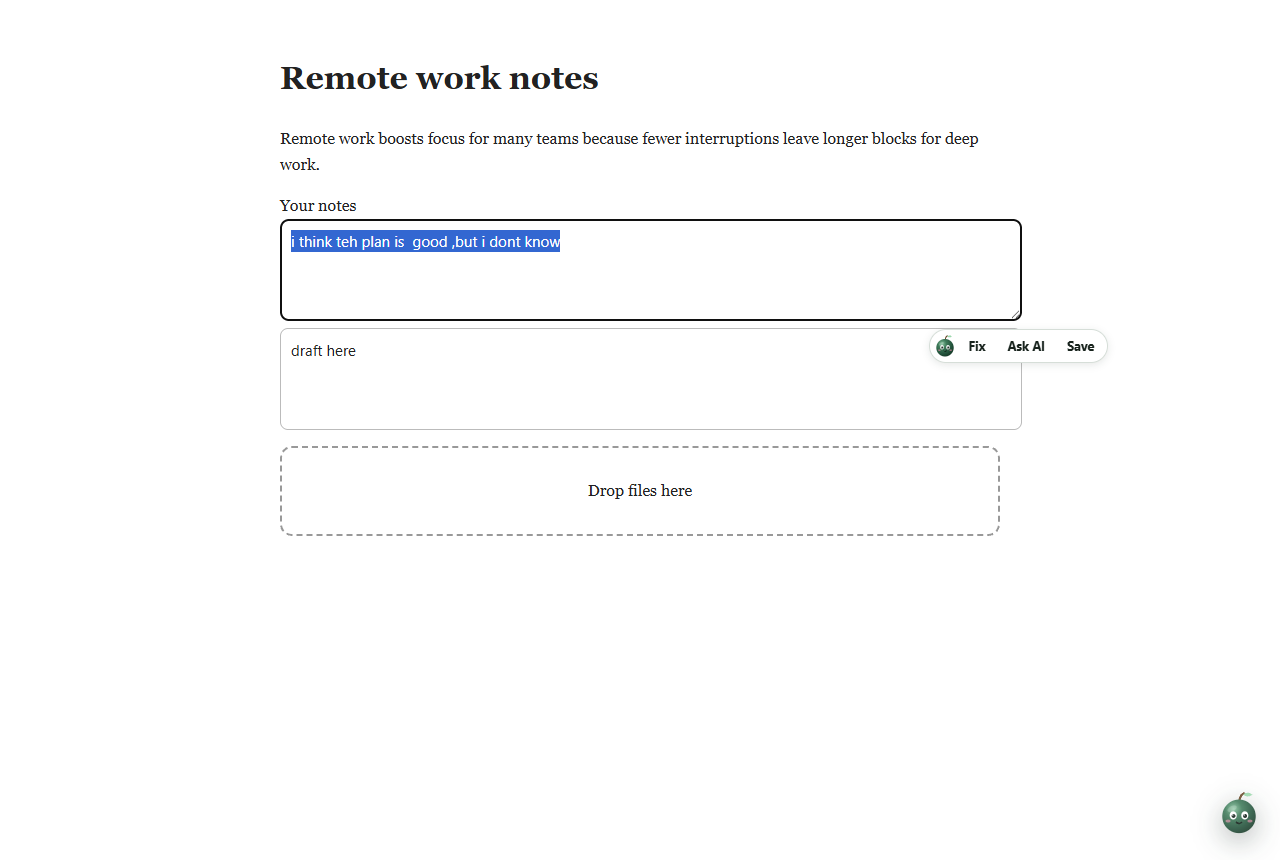 Remote work notes
Remote work boosts focus for many teams because fewer interruptions leave longer blocks for deep
work.
Your notes
i think teh plan is  good ,but i dont know
draft here
Fix Ask AI Save
Drop files here